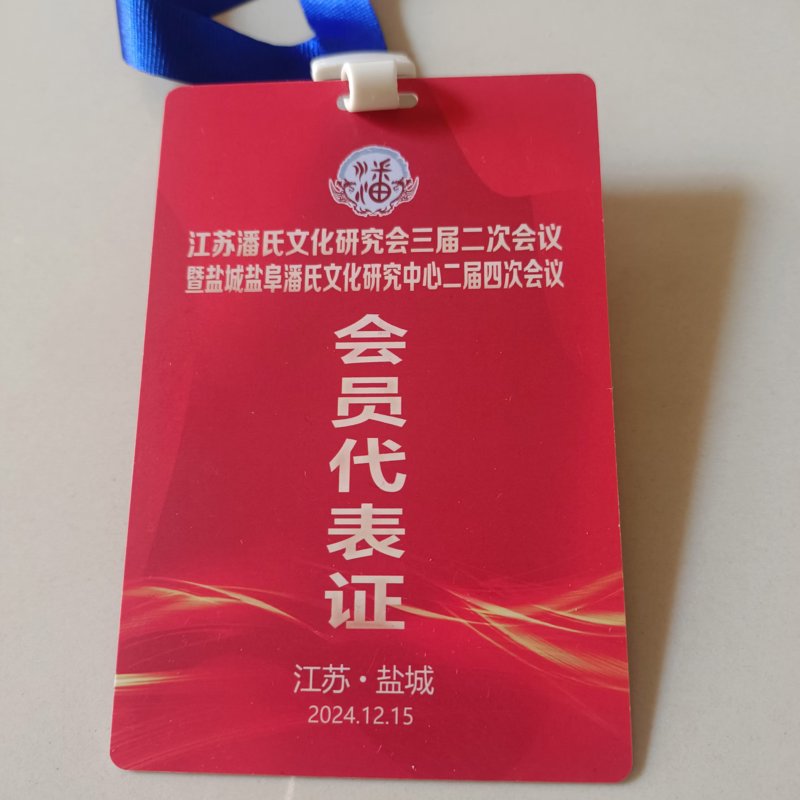 潘
江苏潘氏文化研究会三届二次会议
暨盐城盐阜潘氏文化研究中心二届四次会议
会员代表证
江苏·盐城
2024.12.15